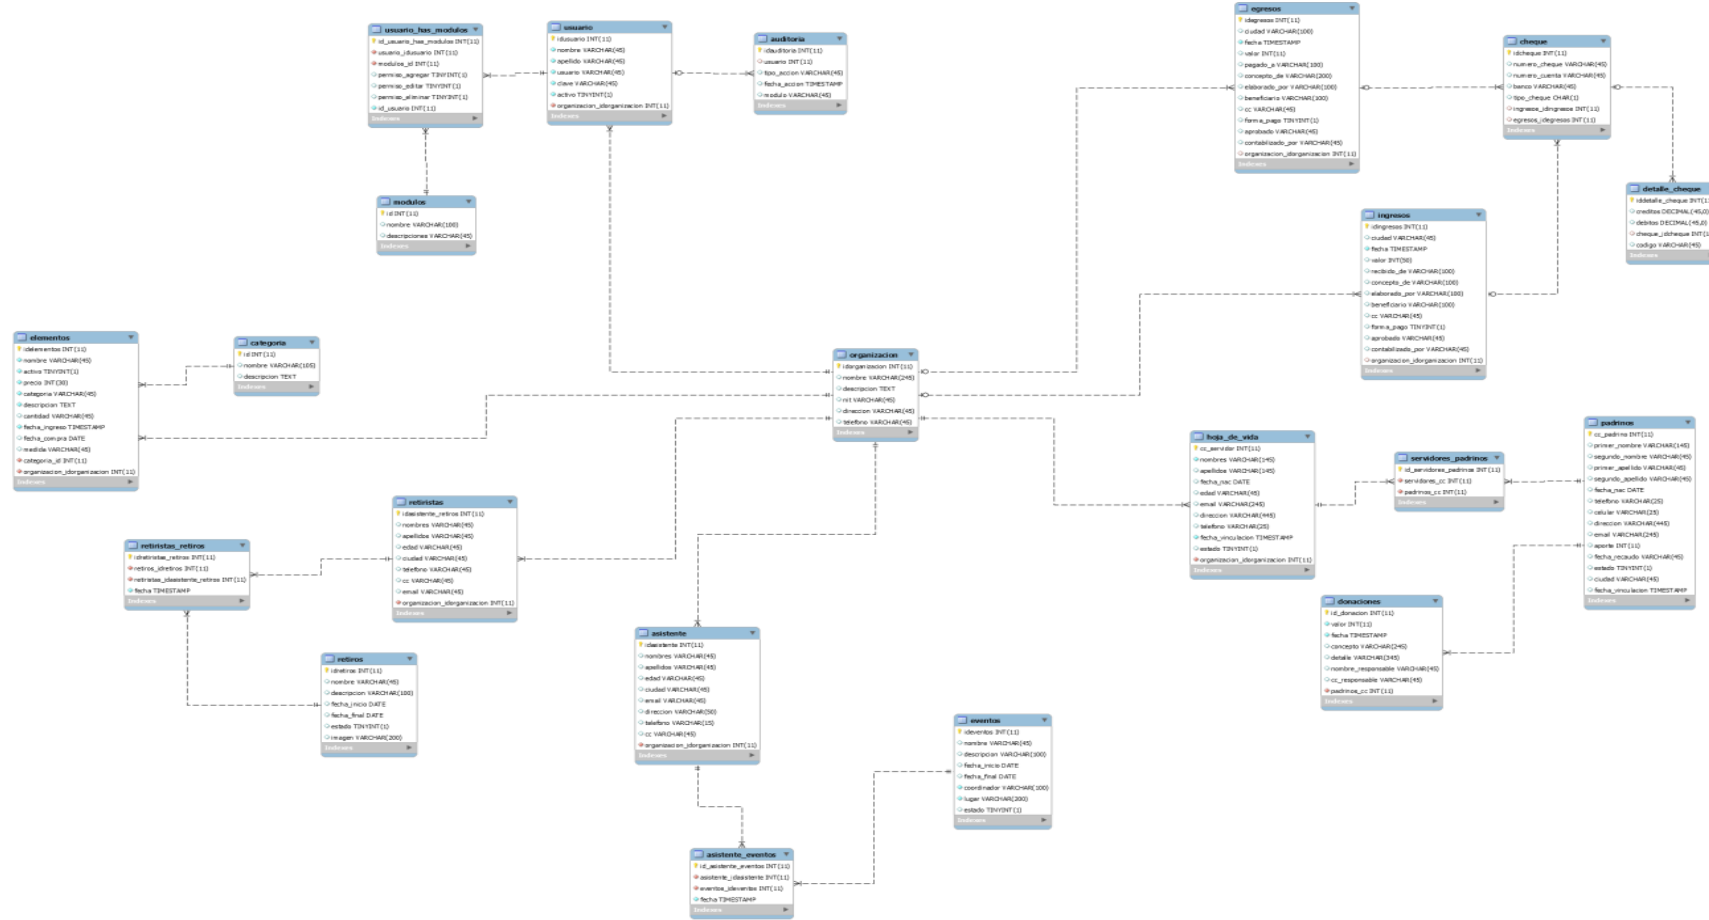 usuario_has_modulos
id_usuario_has_modulos INT(11)
usuario_idusuario INT(11)
modulos_id INT(11)
permiso_agregar TINYINT(1)
permiso_editar TINYINT(1)
permiso_eliminar TINYINT(1)
id_usuario INT(11)
Indexes
usuario
idusuario INT(11)
nombre VARCHAR(45)
apellido VARCHAR(45)
usuario VARCHAR(45)
clave VARCHAR(45)
activo TINYINT(1)
organizacion_idorganizacion INT(11)
Indexes
auditoria
idauditoria INT(11)
usuario INT(11)
tipo_accion VARCHAR(45)
fecha_accion TIMESTAMP
modulo VARCHAR(45)
Indexes
egresos
idegresos INT(11)
ciudad VARCHAR(100)
fecha TIMESTAMP
valor INT(11)
pagado_a VARCHAR(100)
concepto_de VARCHAR(200)
elaborado_por VARCHAR(100)
beneficiario VARCHAR(100)
cc VARCHAR(45)
forma_pago TINYINT(1)
aprobado VARCHAR(45)
contabilizado_por VARCHAR(45)
organizacion_idorganizacion INT(11)
Indexes
cheque
idcheque INT(11)
numero_cheque VARCHAR(45)
numero_cuenta VARCHAR(45)
banco VARCHAR(45)
tipo_cheque CHAR(1)
ingresos_idingresos INT(11)
egresos_idegresos INT(11)
Indexes
detalle_cheque
iddetalle_cheque INT(1
creditos DECIMAL(45,0)
debitos DECIMAL(45,0)
cheque_idcheque INT(1
codigo VARCHAR(45)
Indexes
modulos
id INT(11)
nombre VARCHAR(100)
descripciones VARCHAR(45)
Indexes
ingresos
idingresos INT(11)
ciudad VARCHAR(45)
fecha TIMESTAMP
valor INT(50)
recibido_de VARCHAR(100)
concepto_de VARCHAR(100)
elaborado_por VARCHAR(100)
beneficiario VARCHAR(100)
cc VARCHAR(45)
forma_pago TINYINT(1)
aprobado VARCHAR(45)
contabilizado_por VARCHAR(45)
organizacion_idorganizacion INT(11)
Indexes
elementos
idelementos INT(11)
nombre VARCHAR(45)
activo TINYINT(1)
precio INT(30)
categoria VARCHAR(45)
descripcion TEXT
cantidad VARCHAR(45)
fecha_ingreso TIMESTAMP
fecha_compra DATE
medida VARCHAR(45)
categoria_id INT(11)
organizacion_idorganizacion INT(11)
Indexes
categoria
id INT(11)
nombre VARCHAR(105)
descripcion TEXT
Indexes
organizacion
idorganizacion INT(11)
nombre VARCHAR(245)
descripcion TEXT
nit VARCHAR(45)
direccion VARCHAR(45)
telefono VARCHAR(45)
Indexes
hoja_de_vida
cc_servidor INT(11)
nombres VARCHAR(145)
apellidos VARCHAR(145)
fecha_nac DATE
edad VARCHAR(45)
email VARCHAR(245)
direccion VARCHAR(445)
telefono VARCHAR(25)
fecha_vinculacion TIMESTAMP
estado TINYINT(1)
organizacion_idorganizacion INT(11)
Indexes
servidores_padrinos
id_servidores_padrinos INT(11)
servidores_cc INT(11)
padrinos_cc INT(11)
Indexes
padrinos
cc_padrino INT(11)
primer_nombre VARCHAR(145)
segundo_nombre VARCHAR(45)
primer_apellido VARCHAR(45)
segundo_apellido VARCHAR(45)
fecha_nac DATE
telefono VARCHAR(25)
celular VARCHAR(25)
direccion VARCHAR(445)
email VARCHAR(245)
aporte INT(11)
fecha_recaudo VARCHAR(45)
estado TINYINT(1)
ciudad VARCHAR(45)
fecha_vinculacion TIMESTAMP
Indexes
retiristas
idasistente_retiros INT(11)
nombres VARCHAR(45)
apellidos VARCHAR(45)
edad VARCHAR(45)
ciudad VARCHAR(45)
telefono VARCHAR(45)
cc VARCHAR(45)
email VARCHAR(45)
organizacion_idorganizacion INT(11)
Indexes
retiristas_retiros
idretiristas_retiros INT(11)
retiros_idretiros INT(11)
retiristas_idasistente_retiros INT(11)
fecha TIMESTAMP
Indexes
donaciones
id_donacion INT(11)
valor INT(11)
fecha TIMESTAMP
concepto VARCHAR(245)
detalle VARCHAR(345)
nombre_responsable VARCHAR(45)
cc_responsable VARCHAR(45)
padrinos_cc INT(11)
Indexes
asistente
idasistente INT(11)
nombres VARCHAR(45)
apellidos VARCHAR(45)
edad VARCHAR(45)
ciudad VARCHAR(45)
email VARCHAR(45)
direccion VARCHAR(50)
telefono VARCHAR(15)
cc VARCHAR(45)
organizacion_idorganizacion INT(11)
Indexes
retiros
idretiros INT(11)
nombre VARCHAR(45)
descripcion VARCHAR(100)
fecha_inicio DATE
fecha_final DATE
estado TINYINT(1)
imagen VARCHAR(200)
Indexes
eventos
ideventos INT(11)
nombre VARCHAR(45)
descripcion VARCHAR(100)
fecha_inicio DATE
fecha_final DATE
coordinador VARCHAR(100)
lugar VARCHAR(200)
estado TINYINT(1)
Indexes
asistente_eventos
id_asistente_eventos INT(11)
asistente_idasistente INT(11)
eventos_ideventos INT(11)
fecha TIMESTAMP
Indexes